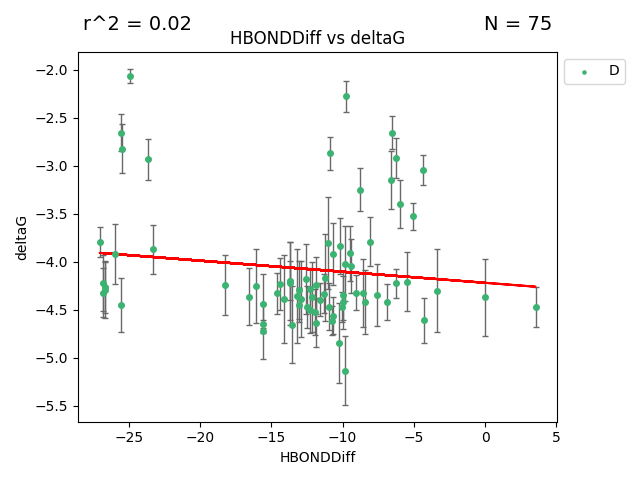 r^2 = 0.02
N = 75
HBONDDiff vs deltaG
D
deltaG
−2.0
−2.5
−3.0
−3.5
−4.0
−4.5
−5.0
−5.5
−25 −20 −15 −10 −5 0 5
HBONDDiff